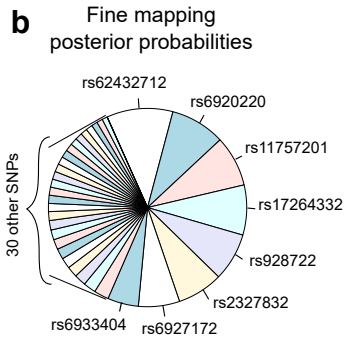 b
Fine mapping
posterior probabilities
rs62432712
rs6920220
rs11757201
rs17264332
rs928722
rs2327832
rs6927172
rs6933404
30 other SNPs